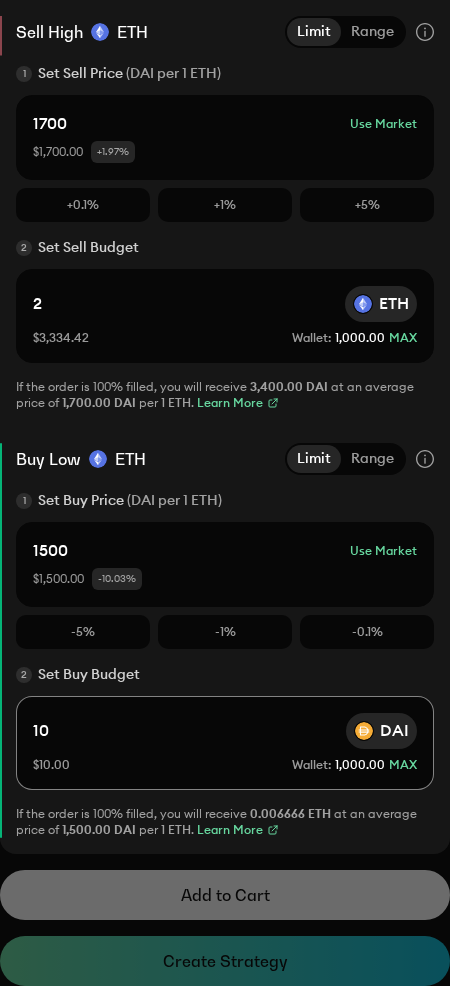 Sell High ETH Limit Range
1 Set Sell Price (DAI per 1 ETH)
1700 Use Market
$1,700.00 +1.97%
+0.1% +1% +5%
2 Set Sell Budget
2 ETH
$3,334.42 Wallet: 1,000.00 MAX
If the order is 100% filled, you will receive 3,400.00 DAI at an average
price of 1,700.00 DAI per 1 ETH. Learn More
Buy Low ETH Limit Range
1 Set Buy Price (DAI per 1 ETH)
1500 Use Market
$1,500.00 -10.03%
-5% -1% -0.1%
2 Set Buy Budget
10 DAI
$10.00 Wallet: 1,000.00 MAX
If the order is 100% filled, you will receive 0.006666 ETH at an average
price of 1,500.00 DAI per 1 ETH. Learn More
Add to Cart
Create Strategy